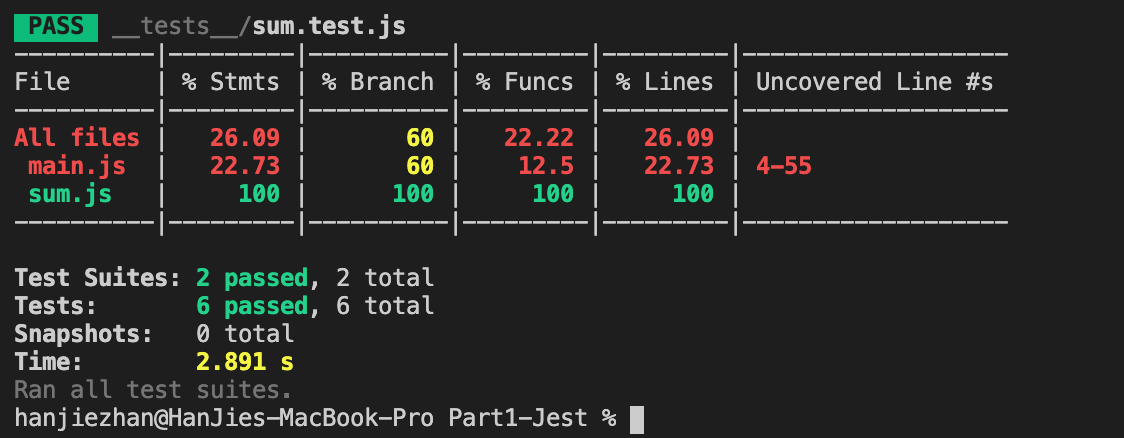 PASS __tests__/sum.test.js
----------|---------|----------|---------|---------|-------------------
File      | % Stmts | % Branch | % Funcs | % Lines | Uncovered Line #s
----------|---------|----------|---------|---------|-------------------
All files |   26.09 |       60 |   22.22 |   26.09 |
 main.js  |   22.73 |       60 |    12.5 |   22.73 | 4-55
 sum.js   |     100 |      100 |     100 |     100 |
----------|---------|----------|---------|---------|-------------------
Test Suites: 2 passed, 2 total
Tests:       6 passed, 6 total
Snapshots:   0 total
Time:        2.891 s
Ran all test suites.
hanjiezhan@HanJies-MacBook-Pro Part1-Jest %